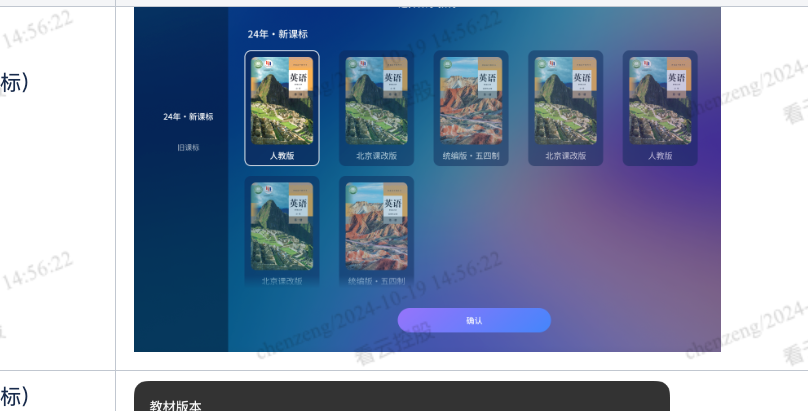 14:56:22
24年·新课标
标）
英语
英语
英语
英语
英语
24年·新课标
人教版
北京课改版
统编版·五四制
北京课改版
人教版
旧课标
英语
英语
北京课改版
统编版·五四制
14:56:22
确认
chenzeng/2024-10-19 14:56:22
看云控股
标）
教材版本